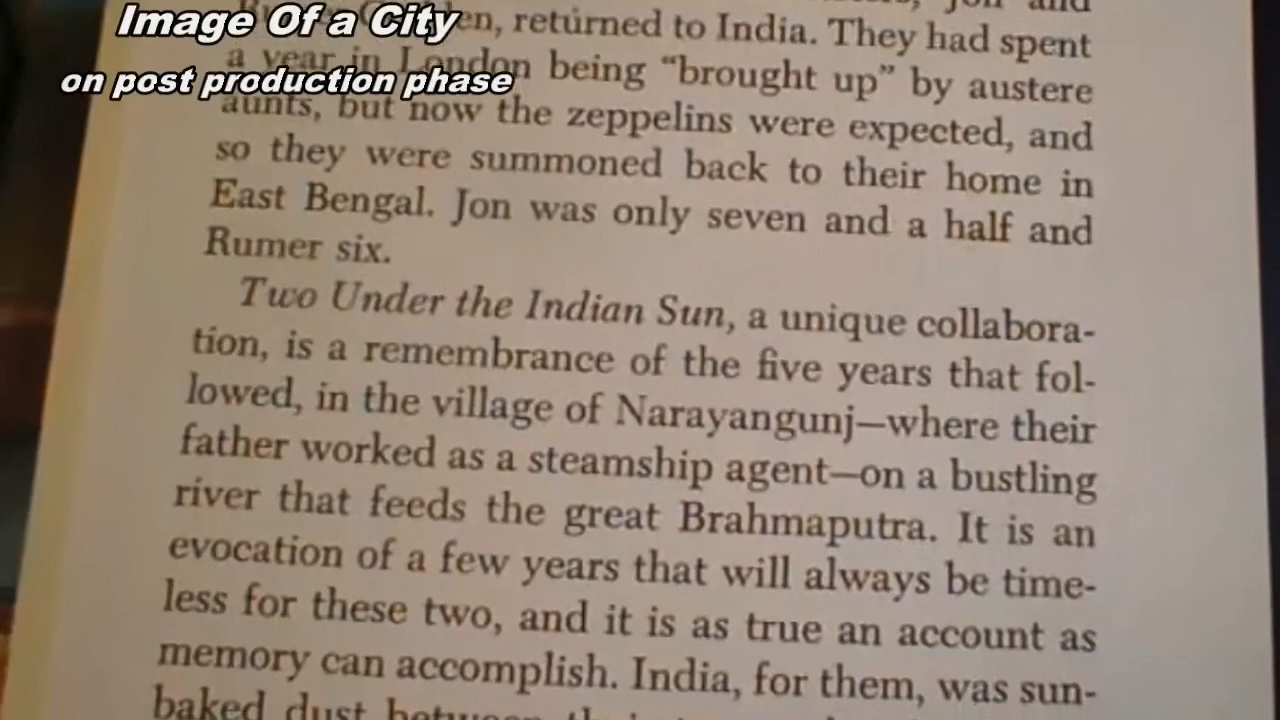 Image Of a City
on post production phase
Jon and
en, returned to India. They had spent
a year in London being “brought up” by austere
aunts, but now the zeppelins were expected, and
so they were summoned back to their home in
East Bengal. Jon was only seven and a half and
Rumer six.
Two Under the Indian Sun, a unique collabora-
tion, is a remembrance of the five years that fol-
lowed, in the village of Narayangunj—where their
father worked as a steamship agent—on a bustling
river that feeds the great Brahmaputra. It is an
evocation of a few years that will always be time-
less for these two, and it is as true an account as
memory can accomplish. India, for them, was sun-
baked dust between